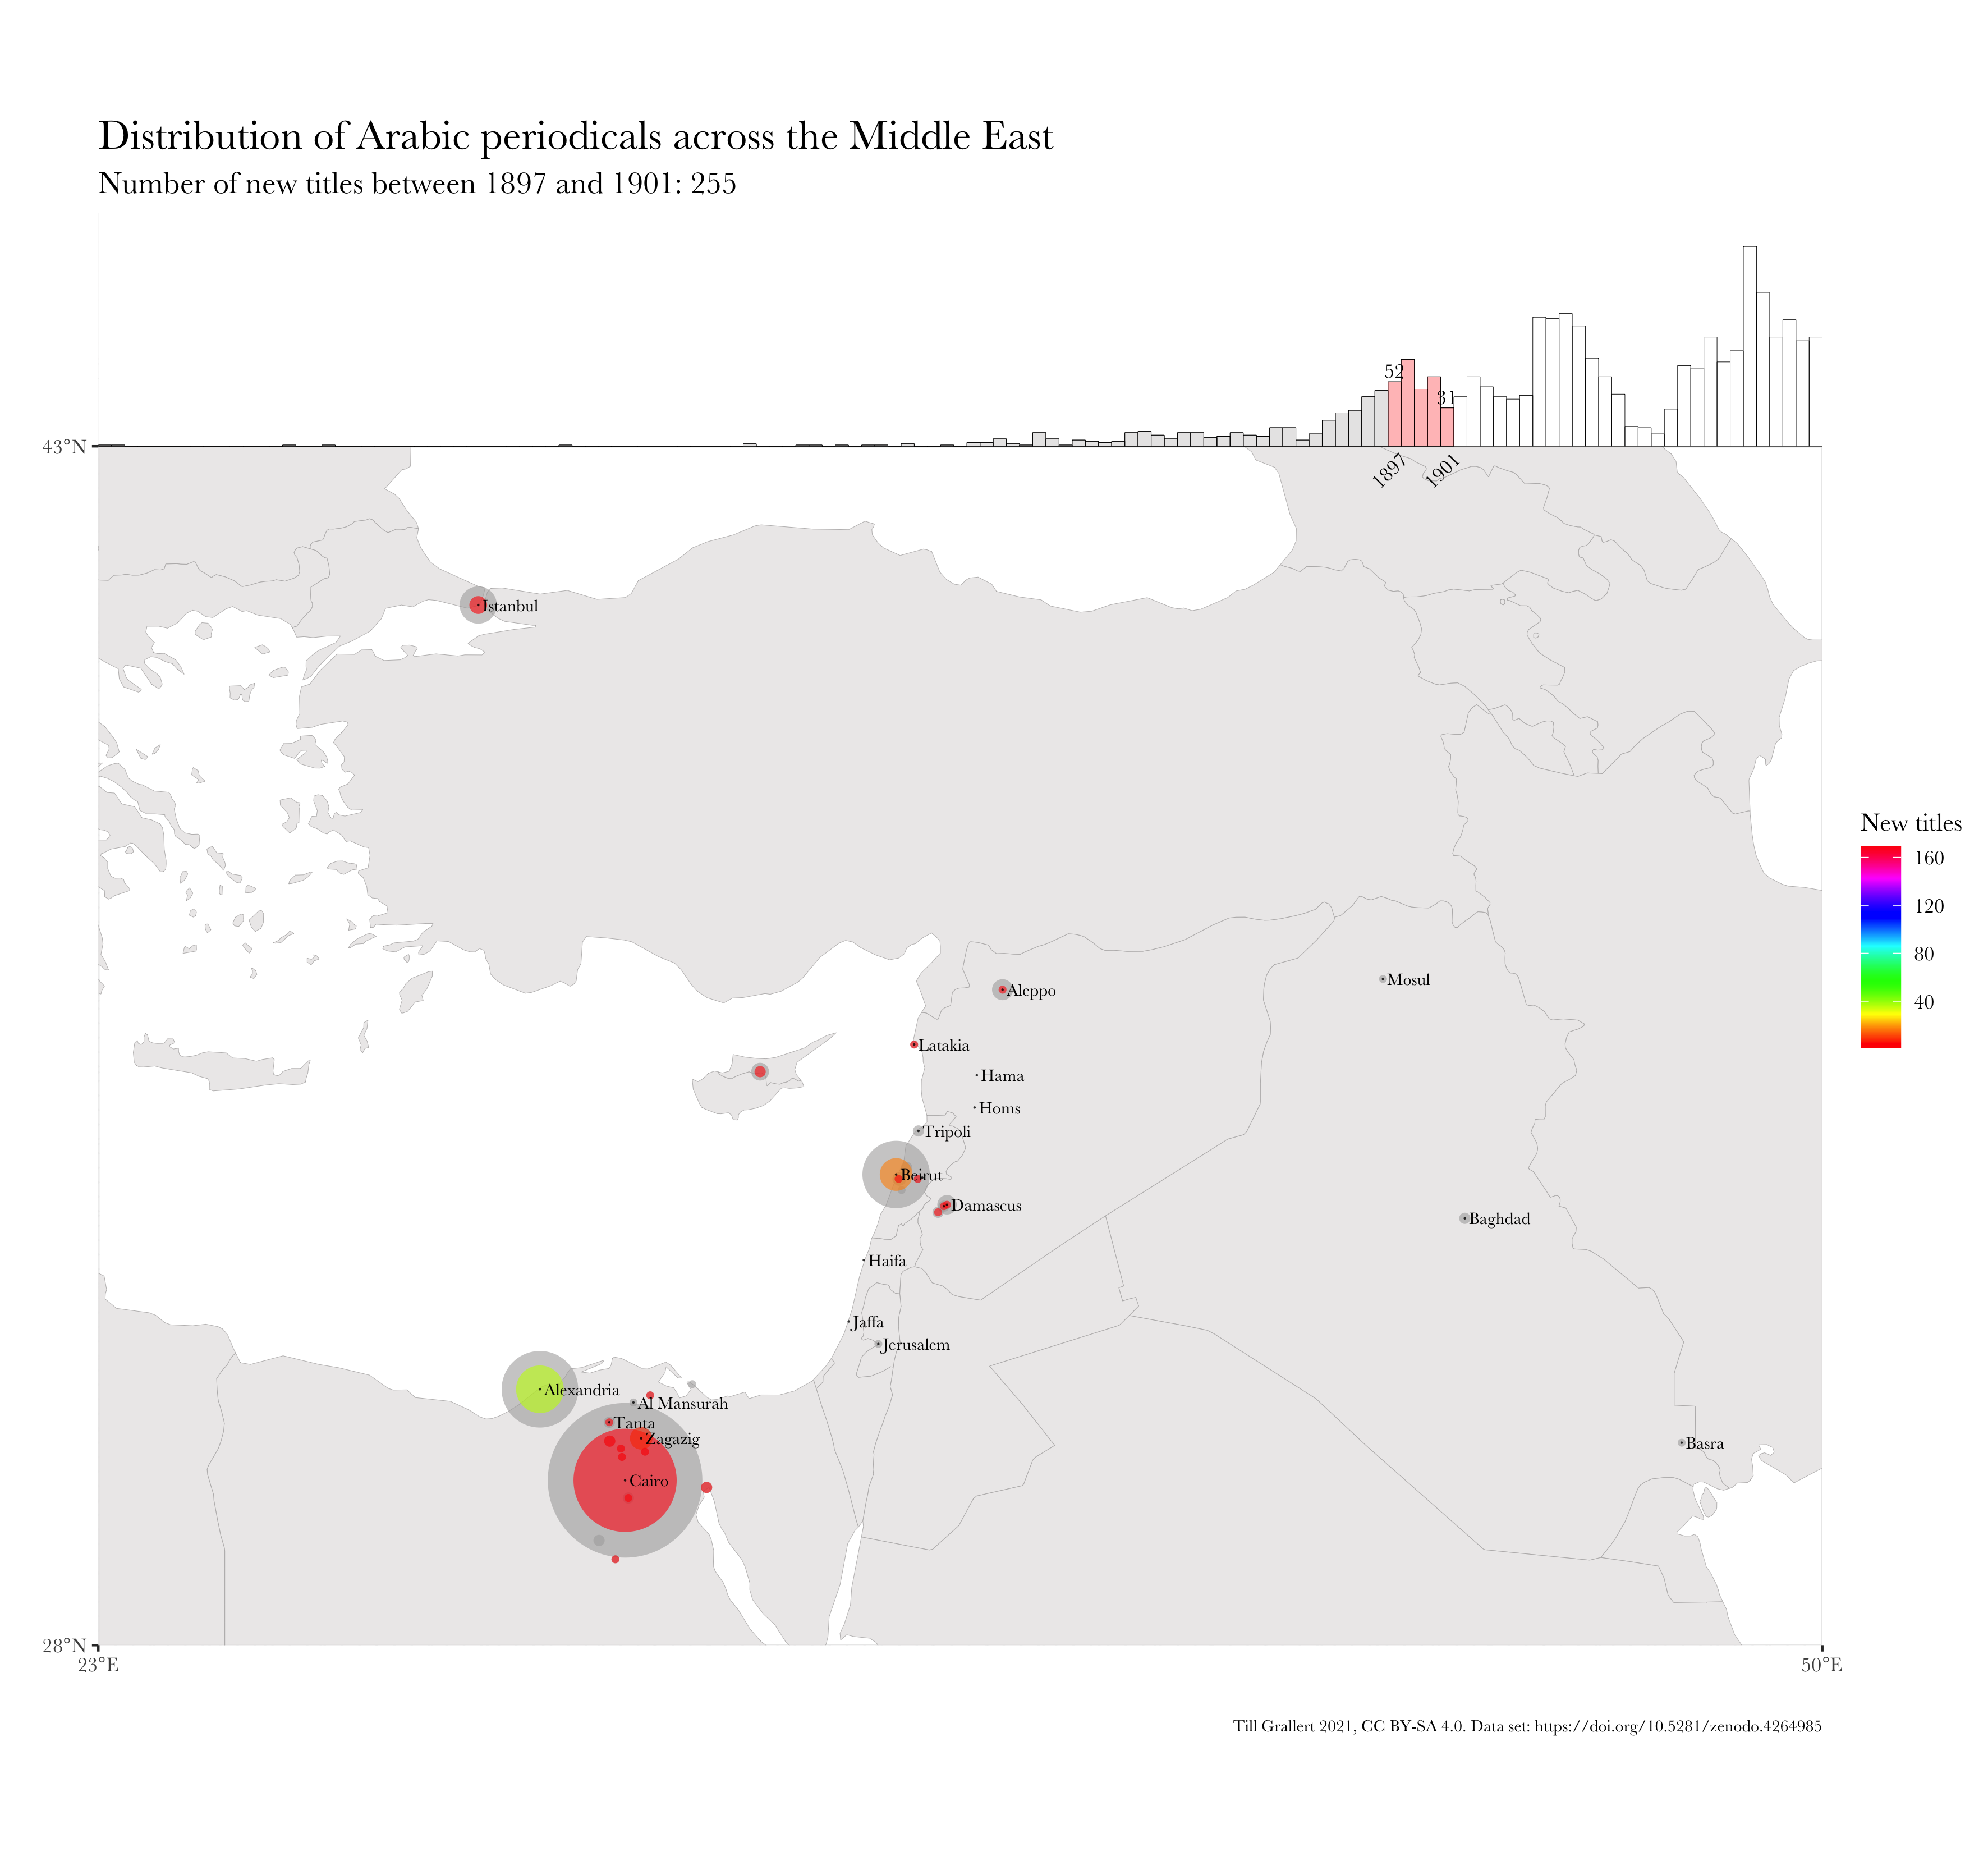 Distribution of Arabic periodicals across the Middle East
Number of new titles between 1897 and 1901: 255
52
31
43°N
1897
1901
Istanbul
New titles
160
120
80
40
Mosul
Aleppo
Latakia
Hama
Homs
Tripoli
Beirut
Damascus
Baghdad
Haifa
Jaffa
Jerusalem
Alexandria
Al Mansurah
Tanta
Zagazig
Basra
Cairo
28°N
23°E
50°E
Till Grallert 2021, CC BY-SA 4.0. Data set: https://doi.org/10.5281/zenodo.4264985